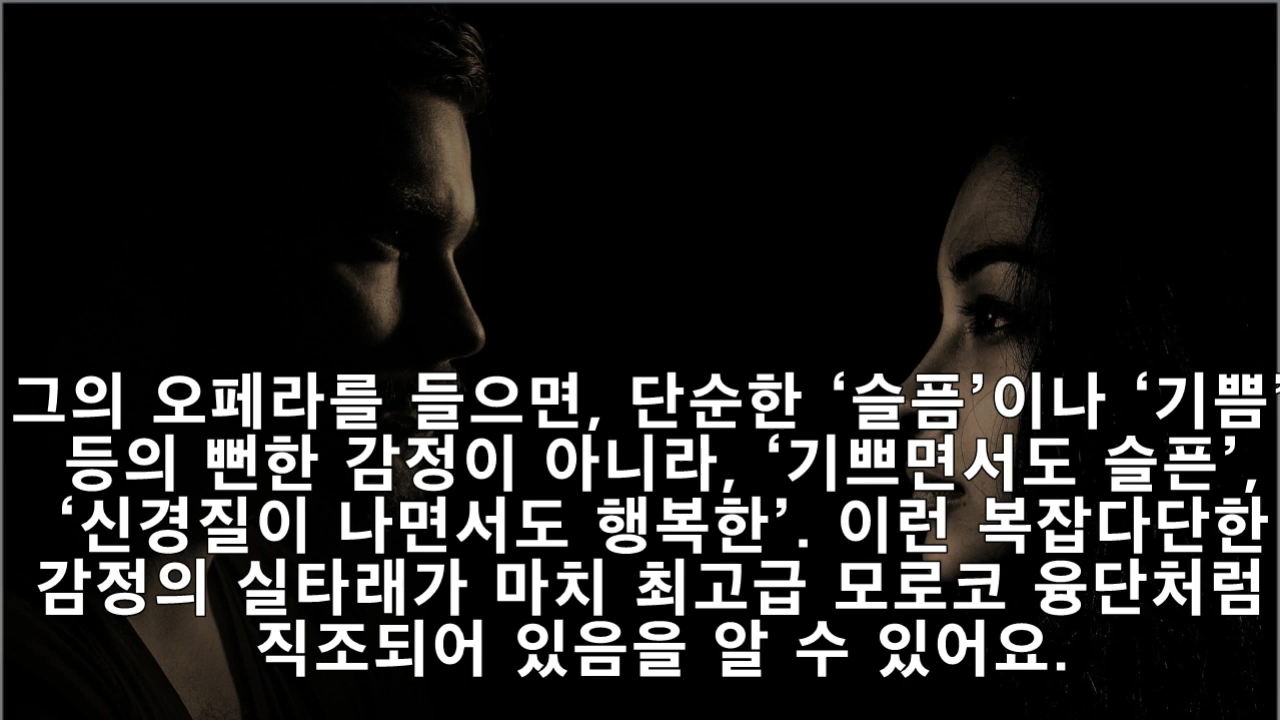 그의 오페라를 들으면, 단순한 ‘슬픔’이나 ‘기쁨’
등의 뻔한 감정이 아니라, ‘기쁘면서도 슬픈’,
‘신경질이 나면서도 행복한’. 이런 복잡다단한
감정의 실타래가 마치 최고급 모로코 융단처럼
직조되어 있음을 알 수 있어요.